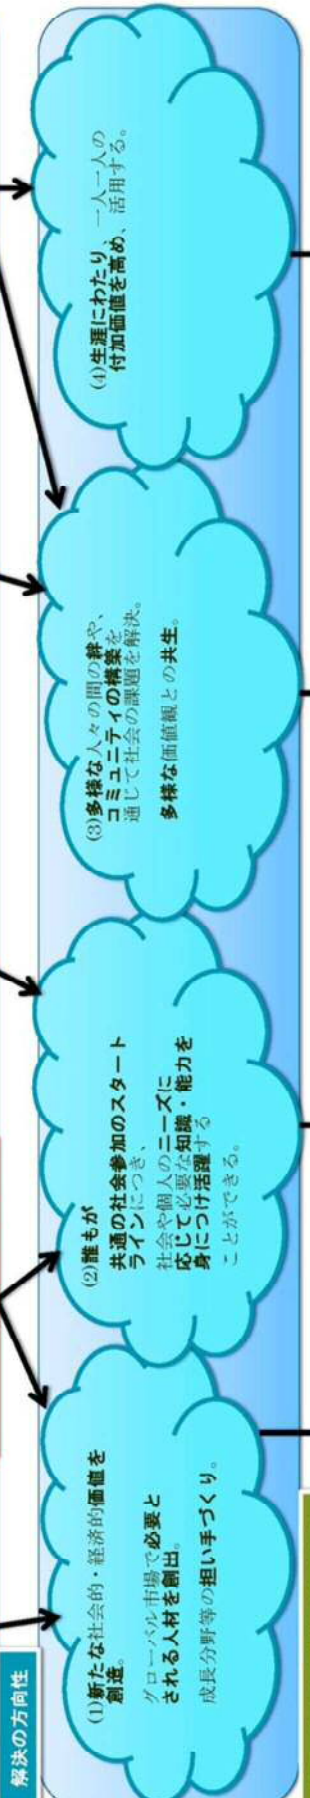 解決の方向性
(1)新たな社会的・経済的価値を
創造。
グローバル市場で必要と
される人材を創出。
成長分野等の担い手づくり。
(2)誰もが
共通の社会参加のスタート
ラインにつき、
社会や個人のニーズに
応じて必要な知識・能力を
身につけ活躍する
ことができる。
(3)多様な人々の間の絆や、
コミュニティの構築を
通じて社会の課題を解決。
多様な価値観との共生。
(4)生涯にわたり、一人一人の
付加価値を高め、活用する。